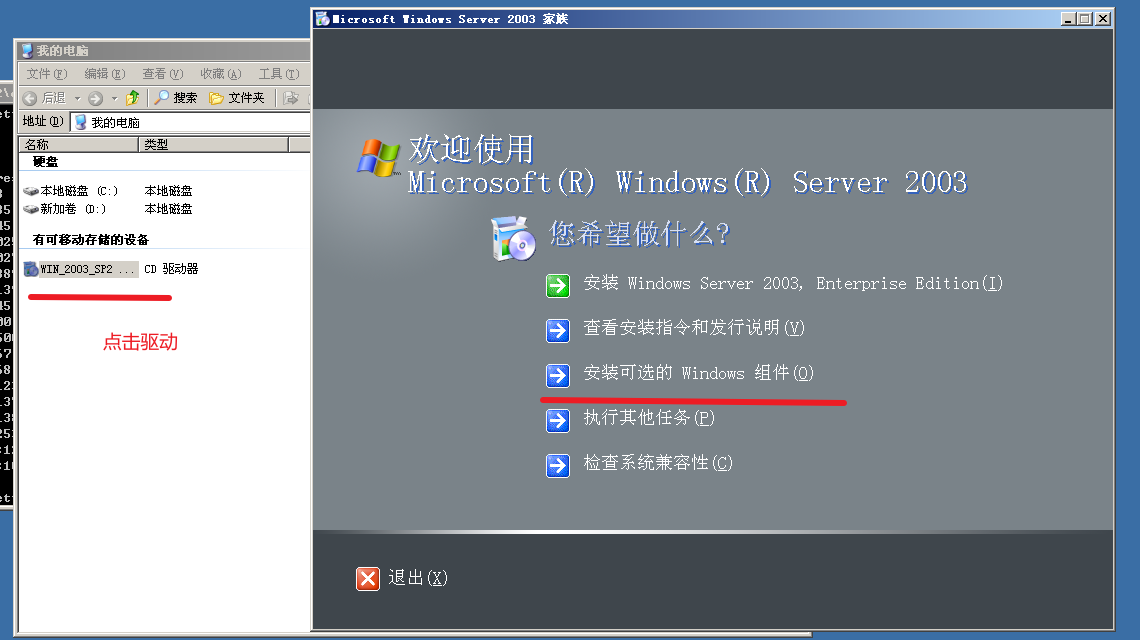 Microsoft Windows Server 2003 家族
我的电脑
文件(F) 编辑(E) 查看(V) 收藏(A) 工具(T)
后退 搜索 文件夹
地址(D) 我的电脑
名称 类型
硬盘
本地磁盘 (C:) 本地磁盘
新加卷 (D:) 本地磁盘
有可移动存储的设备
WIN_2003_SP2 ... CD 驱动器
点击驱动
欢迎使用
Microsoft(R) Windows(R) Server 2003
您希望做什么?
安装 Windows Server 2003, Enterprise Edition(I)
查看安装指令和发行说明(V)
安装可选的 Windows 组件(O)
执行其他任务(P)
检查系统兼容性(C)
退出(X)